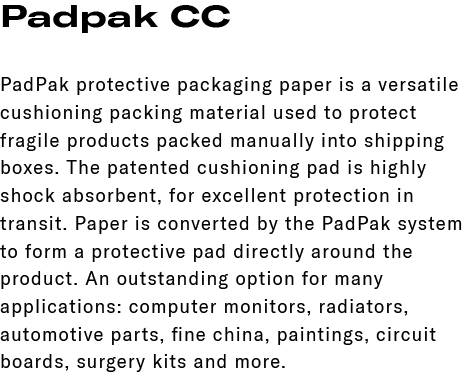 Padpak CC
PadPak protective packaging paper is a versatile
cushioning packing material used to protect
fragile products packed manually into shipping
boxes. The patented cushioning pad is highly
shock absorbent, for excellent protection in
transit. Paper is converted by the PadPak system
to form a protective pad directly around the
product. An outstanding option for many
applications: computer monitors, radiators,
automotive parts, fine china, paintings, circuit
boards, surgery kits and more.